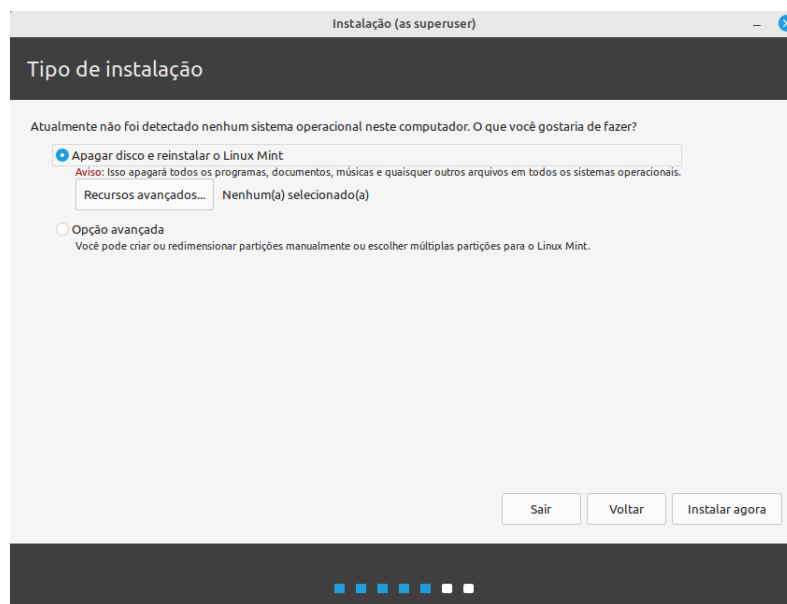 Instalação (as superuser)
Tipo de instalação
Atualmente não foi detectado nenhum sistema operacional neste computador. O que você gostaria de fazer?
Apagar disco e reinstalar o Linux Mint
Aviso: Isso apagará todos os programas, documentos, músicas e quaisquer outros arquivos em todos os sistemas operacionais.
Recursos avançados... Nenhum(a) selecionado(a)
Opção avançada
Você pode criar ou redimensionar partições manualmente ou escolher múltiplas partições para o Linux Mint.
Sair Voltar Instalar agora